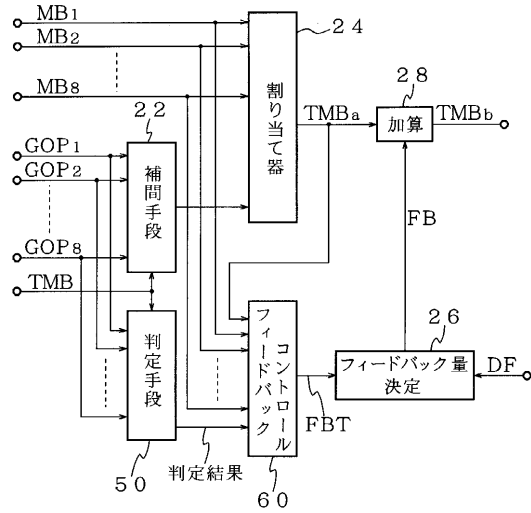 MB1
MB2
MB8
GOP1
GOP2
GOP8
TMB
22
補間手段
24
割り当て器
TMBa
28
加算
TMBb
FB
判定手段
50
判定結果
フィードバック
コントロール
60
FBT
26
フィードバック量
決定
DF